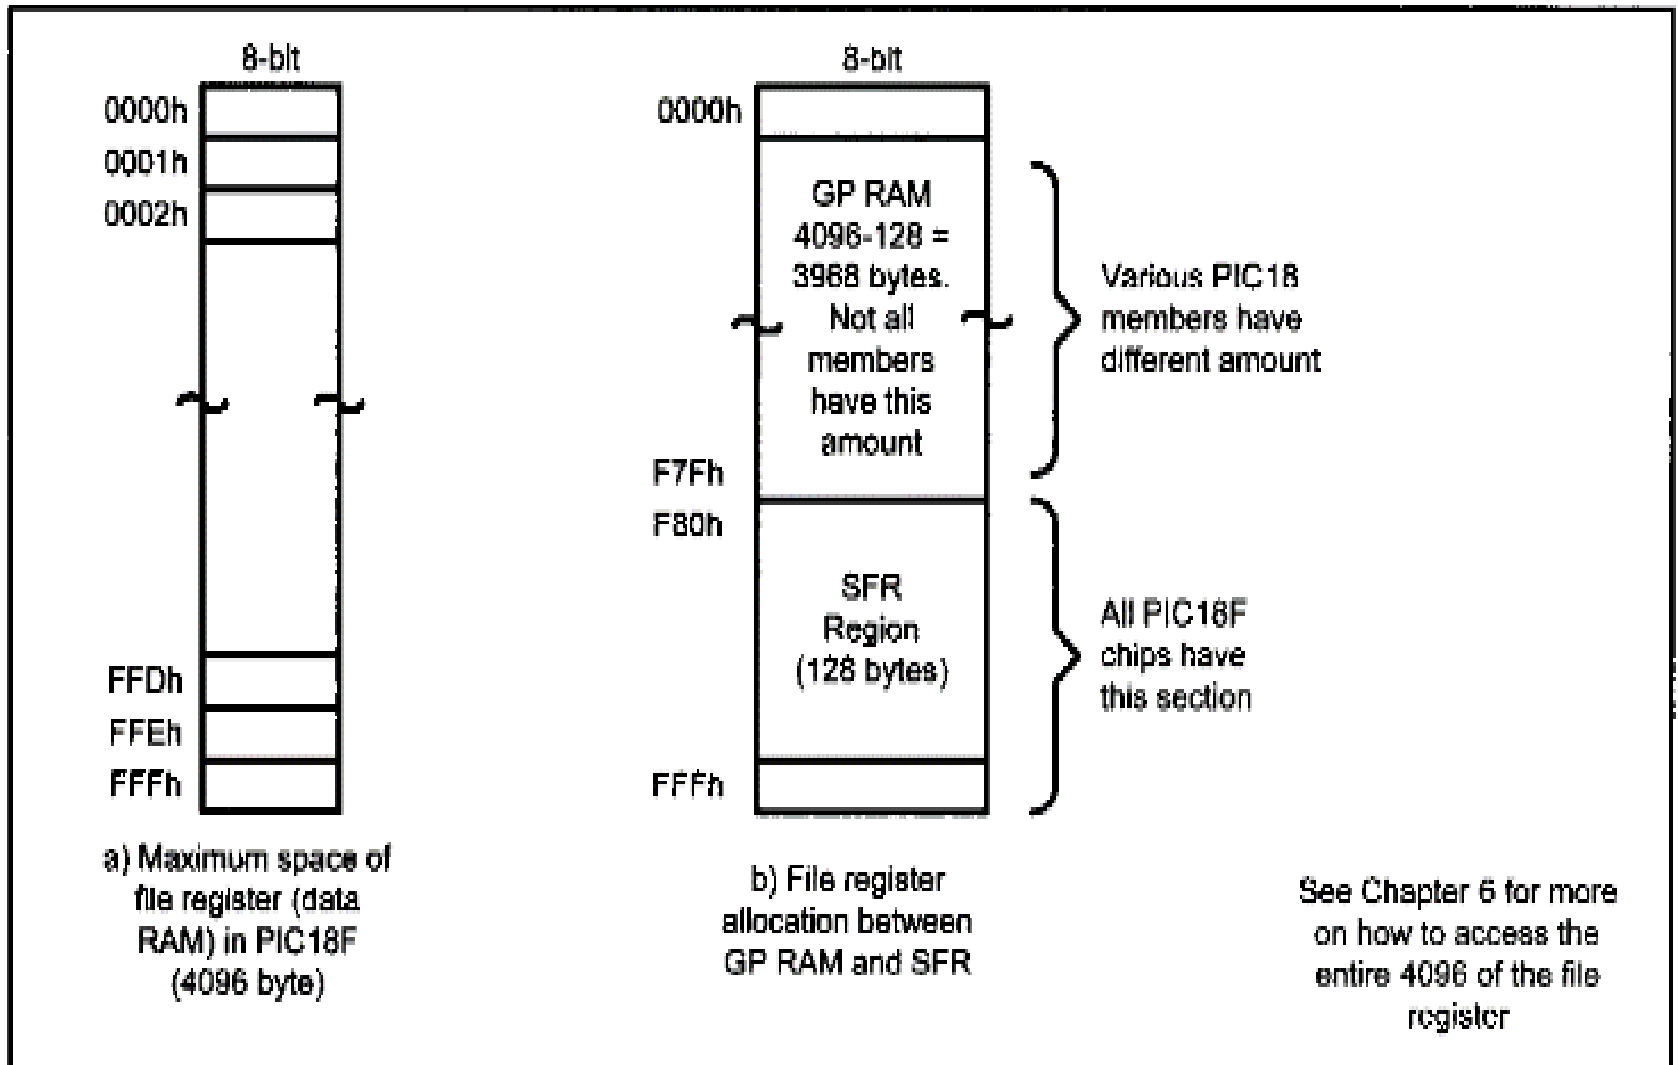 8-bit
0000h
0001h
0002h
FFDh
FFEh
FFFh
a) Maximum space of
file register (data
RAM) in PIC18F
(4096 byte)
8-bit
0000h
GP RAM
4096-128 =
3968 bytes.
Not all
members
have this
amount
F7Fh
F80h
SFR
Region
(128 bytes)
FFFh
b) File register
allocation between
GP RAM and SFR
Various PIC18
members have
different amount
All PIC18F
chips have
this section
See Chapter 6 for more
on how to access the
entire 4096 of the file
register